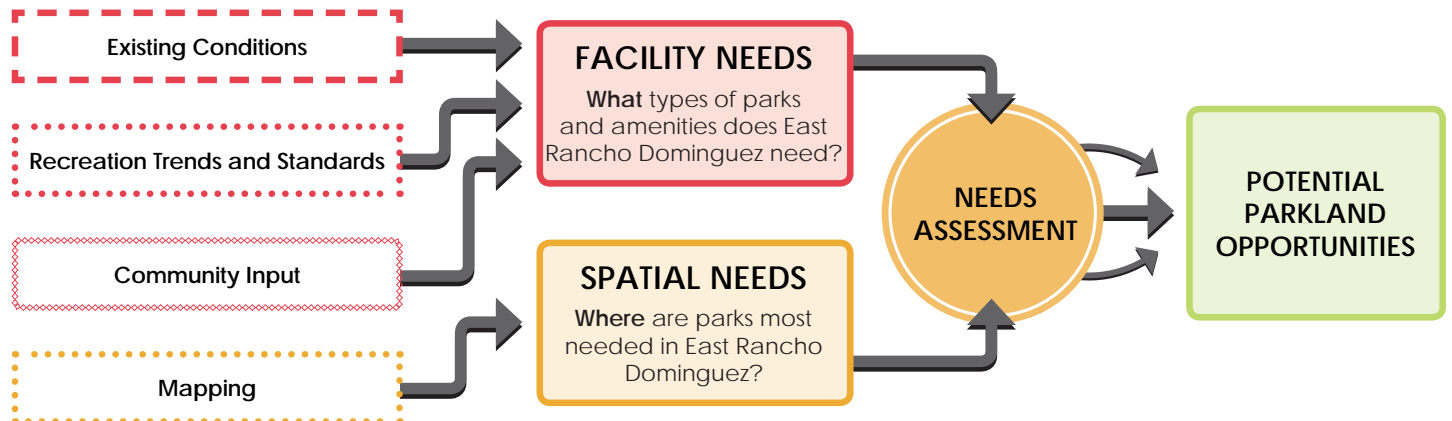 Existing Conditions
Recreation Trends and Standards
Community Input
Mapping
FACILITY NEEDS
What types of parks
and amenities does East
Rancho Dominguez need?
SPATIAL NEEDS
Where are parks most
needed in East Rancho
Dominguez?
NEEDS
ASSESSMENT
POTENTIAL
PARKLAND
OPPORTUNITIES